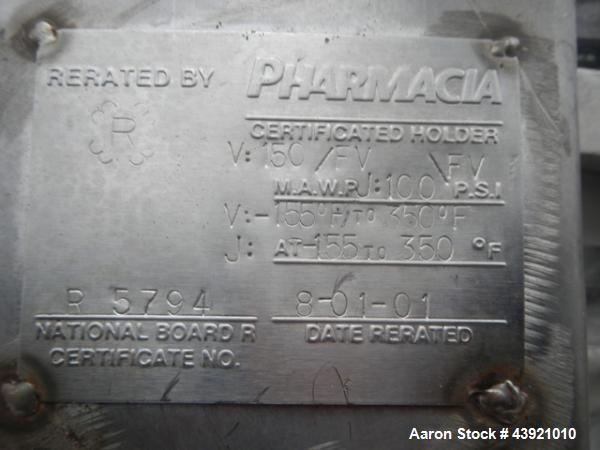 RERATED BY PHARMACIA
R
CERTIFICATED HOLDER
V: 150 /FV \FV
M.A.W.P. J: 100 P.S.I
V: -155°F/TO 350°F
J: AT -155 TO 350 °F
R 5794 8-01-01
NATIONAL BOARD R DATE RERATED
CERTIFICATE NO.
Aaron Stock # 43921010